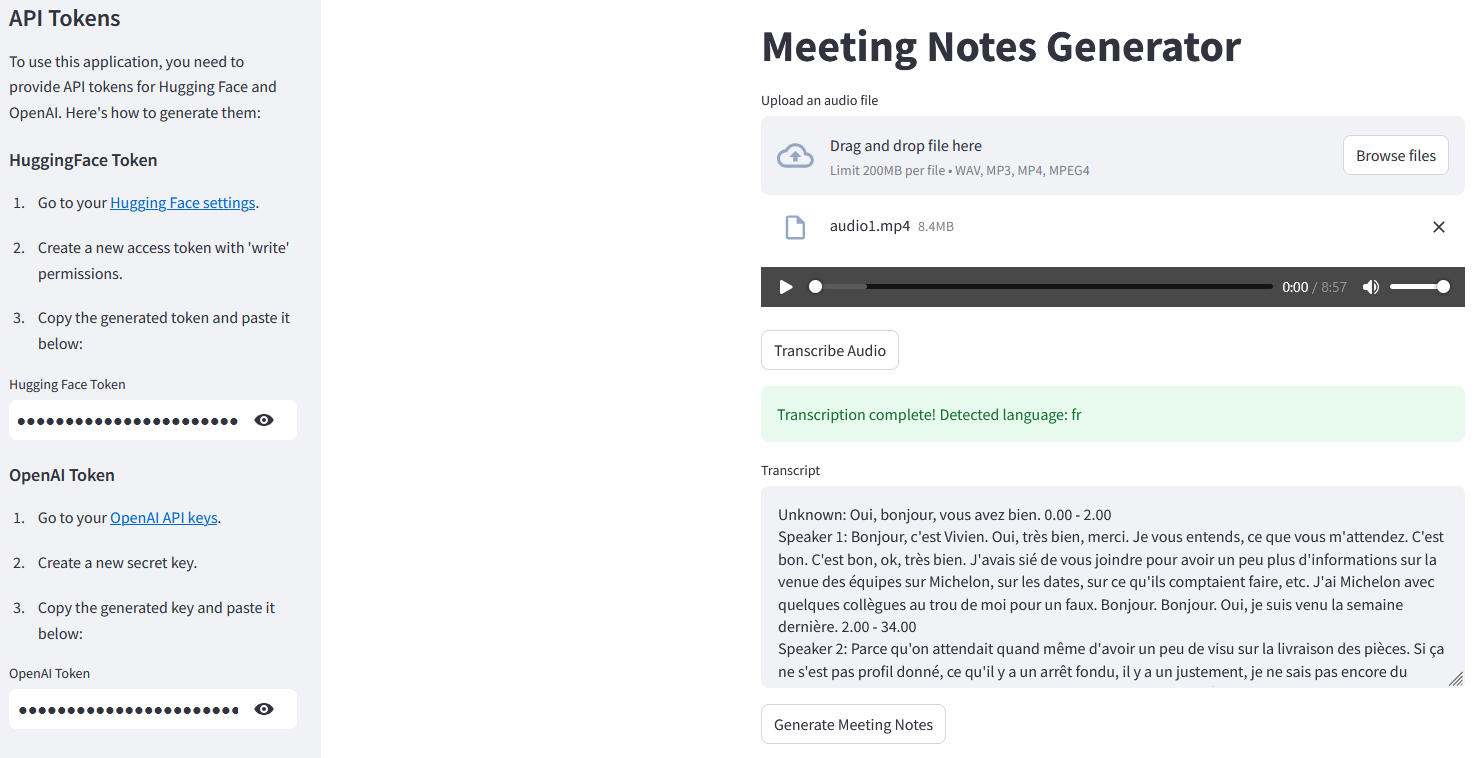 API Tokens
To use this application, you need to
provide API tokens for Hugging Face and
OpenAI. Here's how to generate them:
HuggingFace Token
1. Go to your Hugging Face settings.
2. Create a new access token with 'write'
permissions.
3. Copy the generated token and paste it
below:
Hugging Face Token
OpenAI Token
1. Go to your OpenAI API keys.
2. Create a new secret key.
3. Copy the generated key and paste it
below:
OpenAI Token
Meeting Notes Generator
Upload an audio file
Drag and drop file here
Limit 200MB per file • WAV, MP3, MP4, MPEG4
Browse files
audio1.mp4 8.4MB
0:00 / 8:57
Transcribe Audio
Transcription complete! Detected language: fr
Transcript
Unknown: Oui, bonjour, vous avez bien. 0.00 - 2.00
Speaker 1: Bonjour, c'est Vivien. Oui, très bien, merci. Je vous entends, ce que vous m'attendez. C'est
bon. C'est bon, ok, très bien. J'avais sié de vous joindre pour avoir un peu plus d'informations sur la
venue des équipes sur Michelon, sur les dates, sur ce qu'ils comptaient faire, etc. J'ai Michelon avec
quelques collègues au trou de moi pour un faux. Bonjour. Bonjour. Oui, je suis venu la semaine
dernière. 2.00 - 34.00
Speaker 2: Parce qu'on attendait quand même d'avoir un peu de visu sur la livraison des pièces. Si ça
ne s'est pas profil donné, ce qu'il y a un arrêt fondu, il y a un justement, je ne sais pas encore du
Generate Meeting Notes